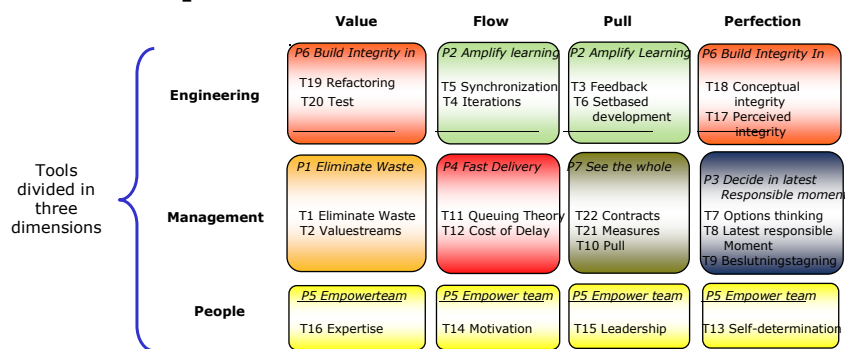 Value Flow Pull Perfection
P6 Build Integrity in
T19 Refactoring
T20 Test
P2 Amplify learning
T5 Synchronization
T4 Iterations
P2 Amplify Learning
T3 Feedback
T6 Setbased
development
P6 Build Integrity In
T18 Conceptual
integrity
T17 Perceived
integrity
Engineering
Tools
divided in
three
dimensions
Management
P1 Eliminate Waste
T1 Eliminate Waste
T2 Valuestreams
P4 Fast Delivery
T11 Queuing Theory
T12 Cost of Delay
P7 See the whole
T22 Contracts
T21 Measures
T10 Pull
P3 Decide in latest
Responsible momen
T7 Options thinking
T8 Latest responsible
Moment
T9 Beslutningstagning
People
P5 Empowerteam
T16 Expertise
P5 Empower team
T14 Motivation
P5 Empower team
T15 Leadership
P5 Empower team
T13 Self-determination